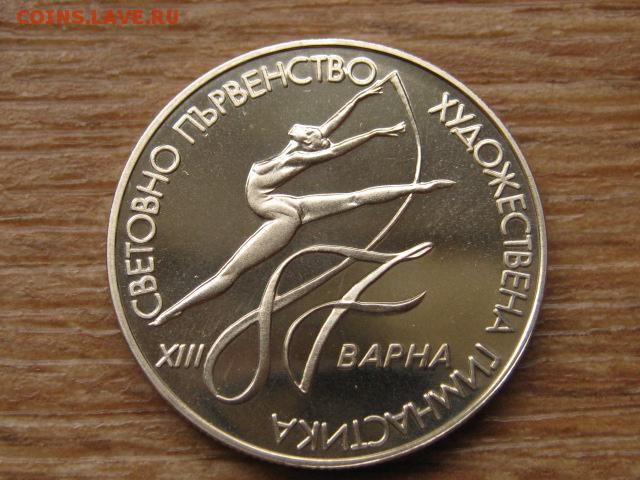 COINS.LAVE.RU
СВЕТОВНО ПЪРВЕНСТВО
ХУДОЖЕСТВЕНА ГИМНАСТИКА
87
XIII ВАРНА